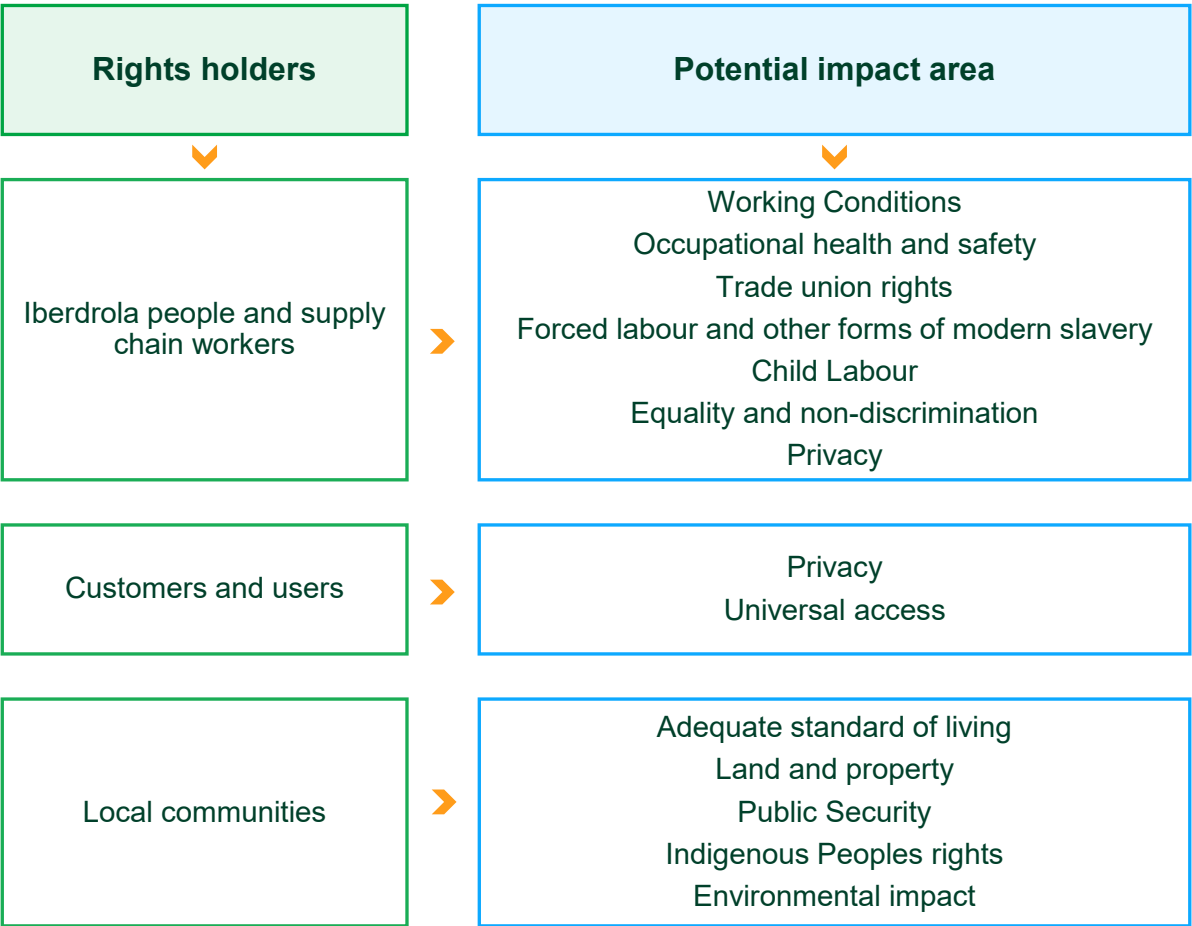 Rights holders
Potential impact area
Iberdrola people and supply
chain workers
Working Conditions
Occupational health and safety
Trade union rights
Forced labour and other forms of modern slavery
Child Labour
Equality and non-discrimination
Privacy
Customers and users
Privacy
Universal access
Local communities
Adequate standard of living
Land and property
Public Security
Indigenous Peoples rights
Environmental impact